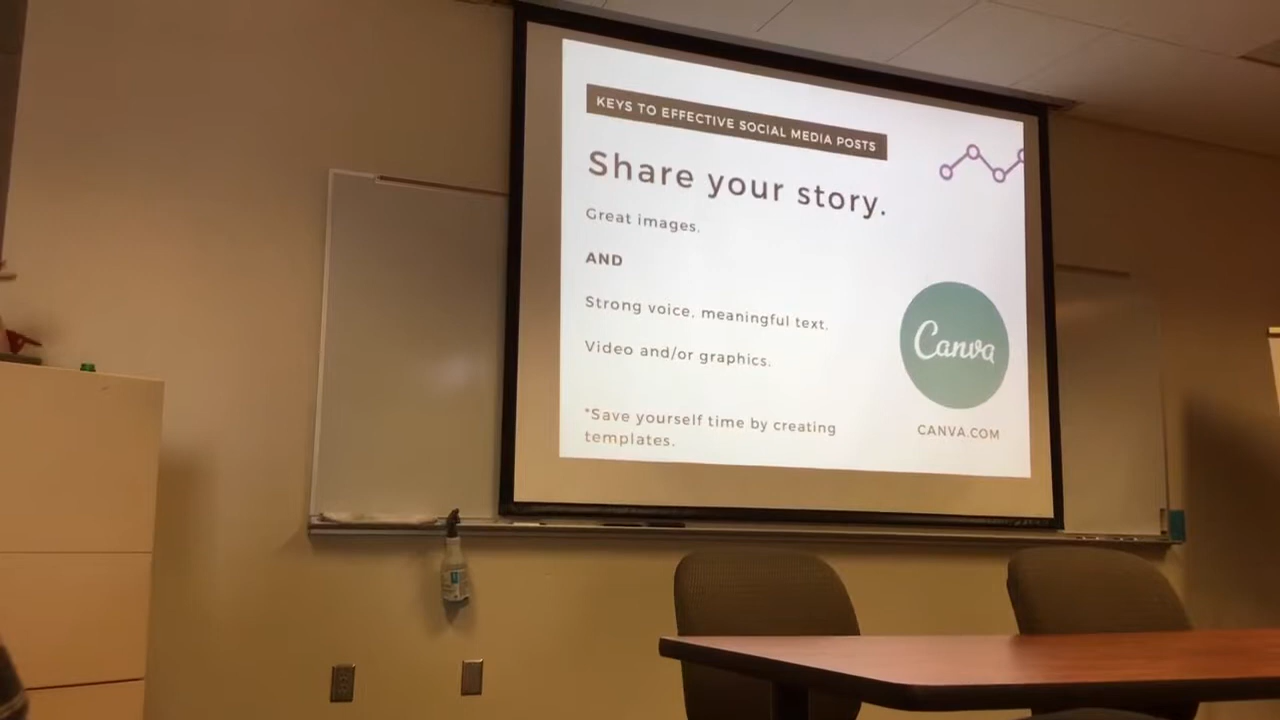 KEYS TO EFFECTIVE SOCIAL MEDIA POSTS
Share your story.
Great images.
AND
Strong voice, meaningful text.
Video and/or graphics.
*Save yourself time by creating
templates.
Canva
CANVA.COM